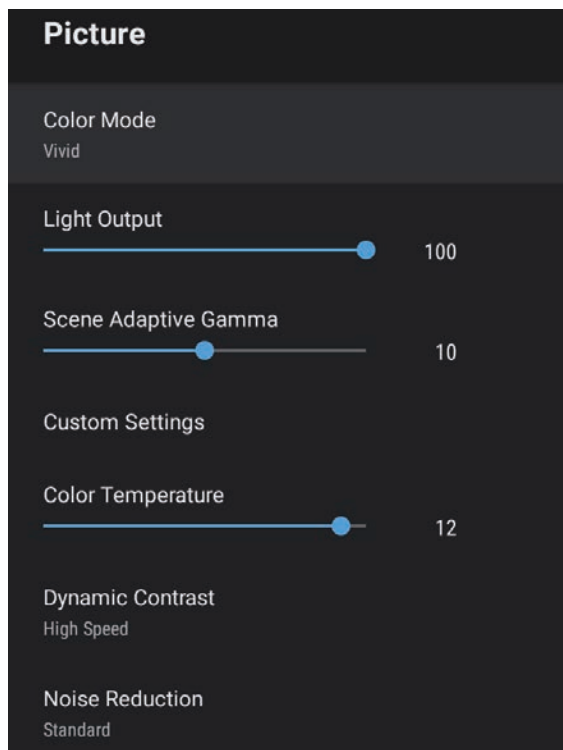 Picture
Color Mode
Vivid
Light Output
100
Scene Adaptive Gamma
10
Custom Settings
Color Temperature
12
Dynamic Contrast
High Speed
Noise Reduction
Standard